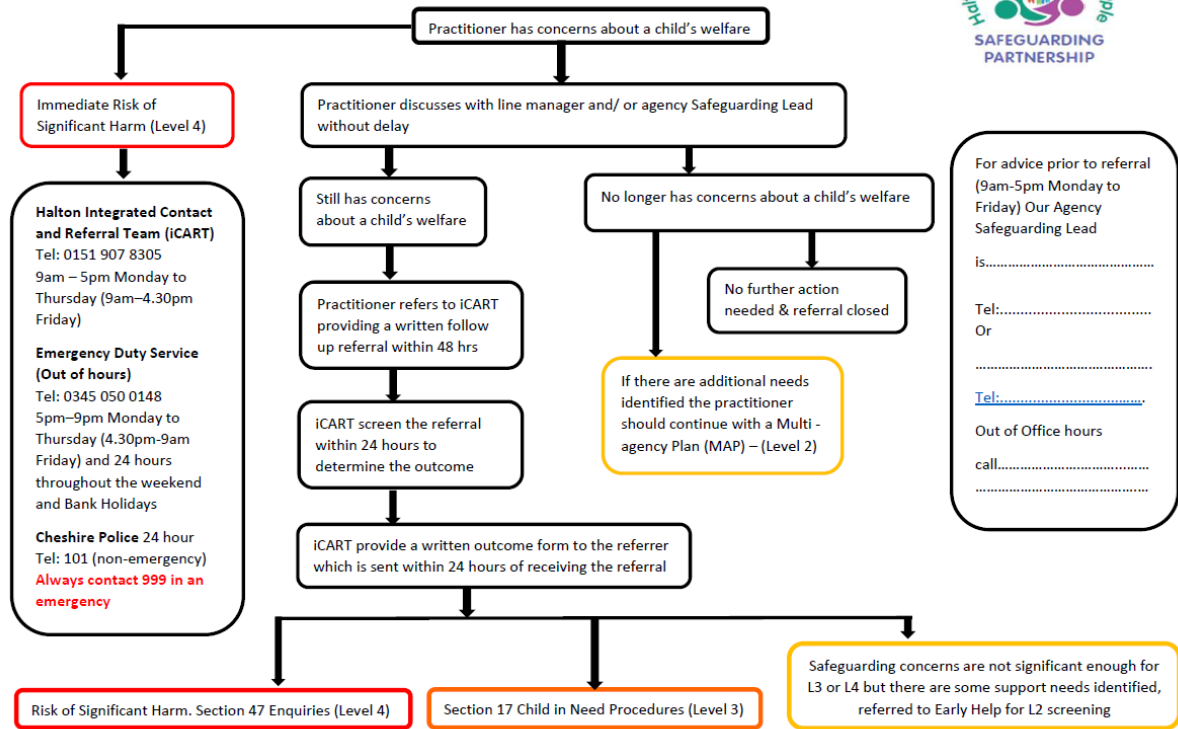 Hal
ple
SAFEGUARDING
PARTNERSHIP
Practitioner has concerns about a child’s welfare
Immediate Risk of
Significant Harm (Level 4)
Practitioner discusses with line manager and/ or agency Safeguarding Lead
without delay
Halton Integrated Contact
and Referral Team (iCART)
Tel: 0151 907 8305
9am – 5pm Monday to
Thursday (9am–4.30pm
Friday)
Emergency Duty Service
(Out of hours)
Tel: 0345 050 0148
5pm–9pm Monday to
Thursday (4.30pm-9am
Friday) and 24 hours
throughout the weekend
and Bank Holidays
Cheshire Police 24 hour
Tel: 101 (non-emergency)
Always contact 999 in an
emergency
Still has concerns
about a child’s welfare
No longer has concerns about a child’s welfare
Practitioner refers to iCART
providing a written follow
up referral within 48 hrs
No further action
needed & referral closed
iCART screen the referral
within 24 hours to
determine the outcome
If there are additional needs
identified the practitioner
should continue with a Multi -
agency Plan (MAP) – (Level 2)
iCART provide a written outcome form to the referrer
which is sent within 24 hours of receiving the referral
For advice prior to referral
(9am-5pm Monday to
Friday) Our Agency
Safeguarding Lead
is……………………………………….
Tel:.....................................
Or
……………………………………….
Tel:...................................
Out of Office hours
call……………………………………
……………………………………….
Risk of Significant Harm. Section 47 Enquiries (Level 4)
Section 17 Child in Need Procedures (Level 3)
Safeguarding concerns are not significant enough for
L3 or L4 but there are some support needs identified,
referred to Early Help for L2 screening